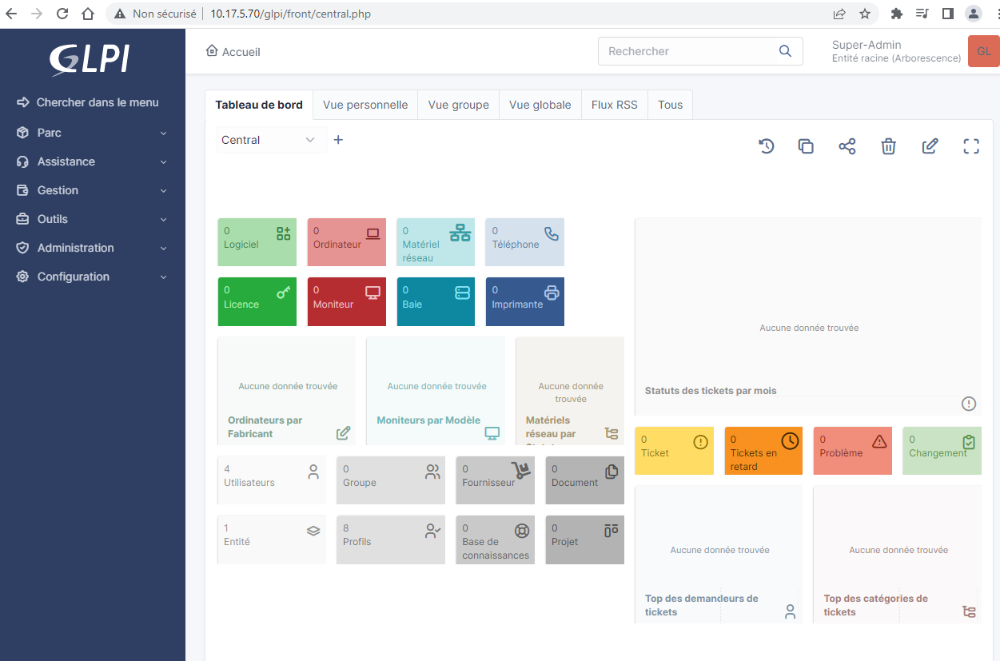 Non sécurisé
10.17.5.70/glpi/front/central.php
GLPI
Chercher dans le menu
Parc
Assistance
Gestion
Outils
Administration
Configuration
Accueil
Rechercher
Super-Admin
Entité racine (Arborescence)
GL
Tableau de bord
Vue personnelle
Vue groupe
Vue globale
Flux RSS
Tous
Central
0
Logiciel
0
Ordinateur
0
Matériel
réseau
0
Téléphone
0
Licence
0
Moniteur
0
Baie
0
Imprimante
Aucune donnée trouvée
Ordinateurs par
Fabricant
Aucune donnée trouvée
Moniteurs par Modèle
Aucune donnée
trouvée
Matériels
réseau par
4
Utilisateurs
0
Groupe
0
Fournisseur
0
Document
1
Entité
8
Profils
0
Base de
connaissances
0
Projet
Aucune donnée trouvée
Statuts des tickets par mois
0
Ticket
0
Tickets en
retard
0
Problème
0
Changement
Aucune donnée trouvée
Top des demandeurs de
tickets
Aucune donnée trouvée
Top des catégories de
tickets